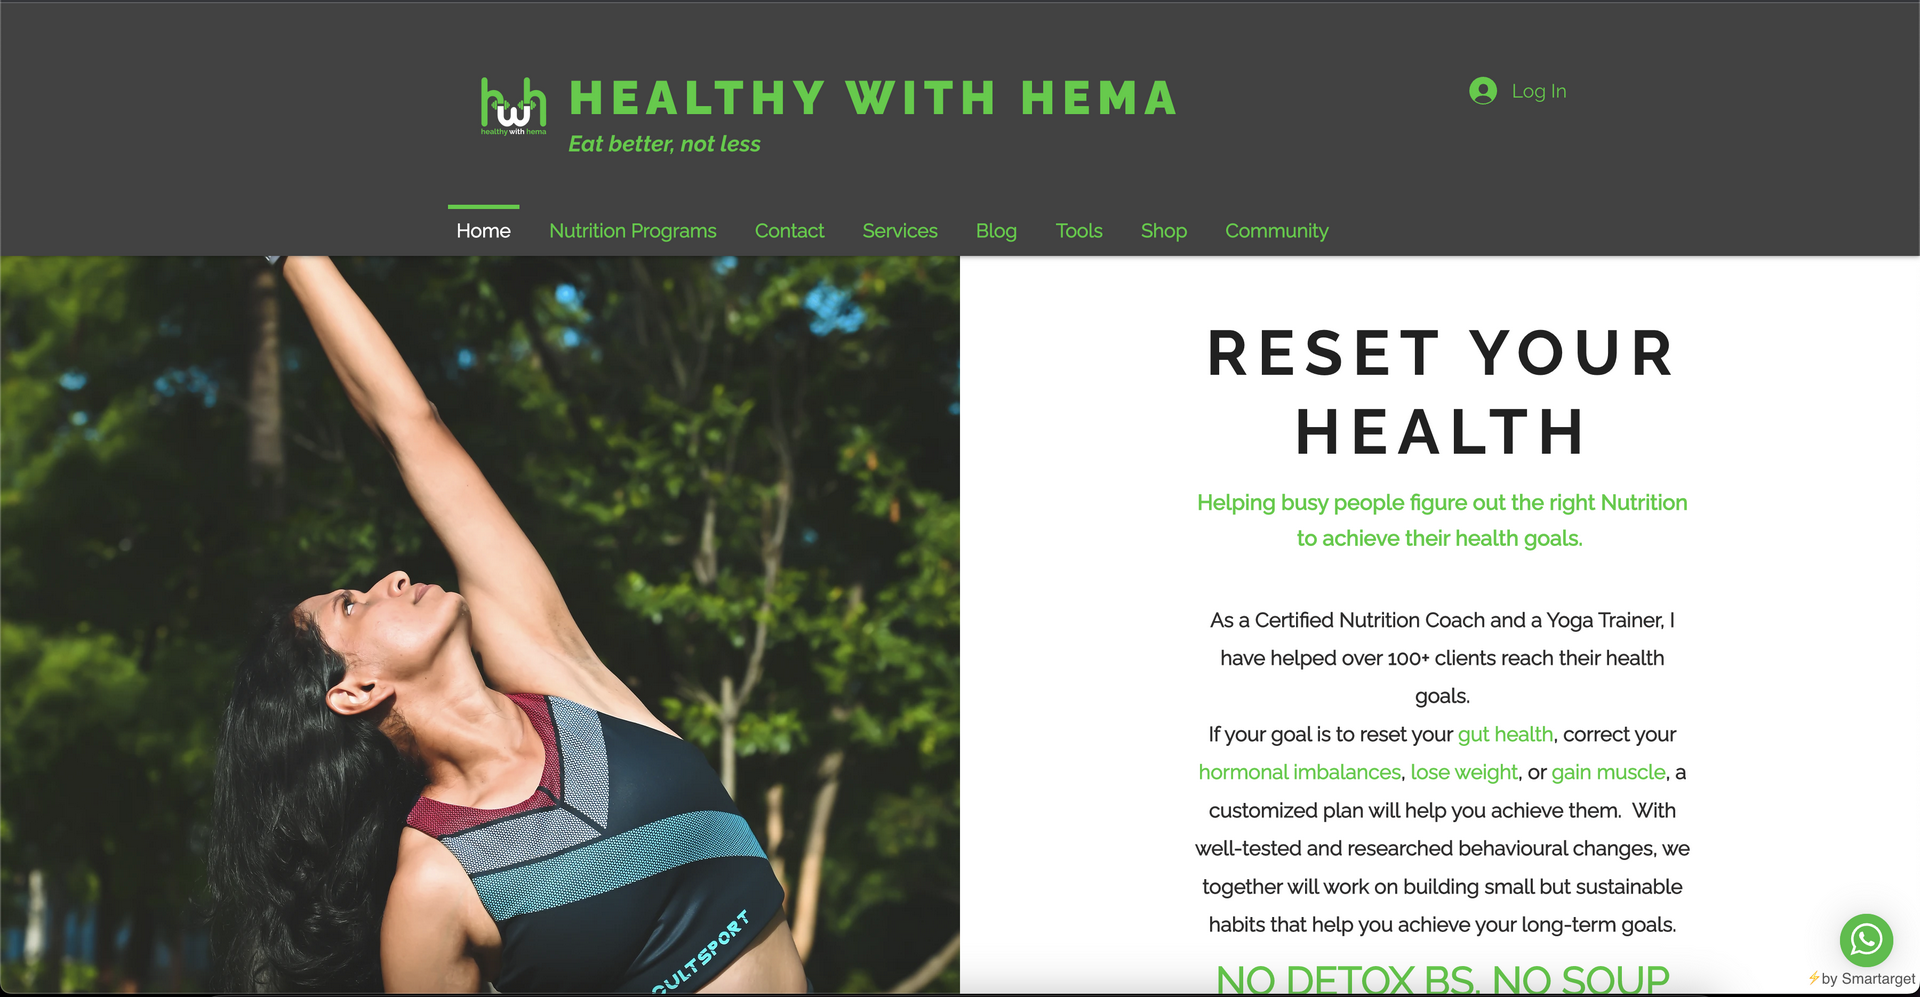 hwh
healthy with hema
HEALTHY WITH HEMA
Eat better, not less
Log In
Home Nutrition Programs Contact Services Blog Tools Shop Community
RESET YOUR
HEALTH
Helping busy people figure out the right Nutrition
to achieve their health goals.
As a Certified Nutrition Coach and a Yoga Trainer, I
have helped over 100+ clients reach their health
goals.
If your goal is to reset your gut health, correct your
hormonal imbalances, lose weight, or gain muscle, a
customized plan will help you achieve them.  With
well-tested and researched behavioural changes, we
together will work on building small but sustainable
habits that help you achieve your long-term goals.
NO DETOX BS. NO SOUP
CULTSPORT
⚡by Smartarget